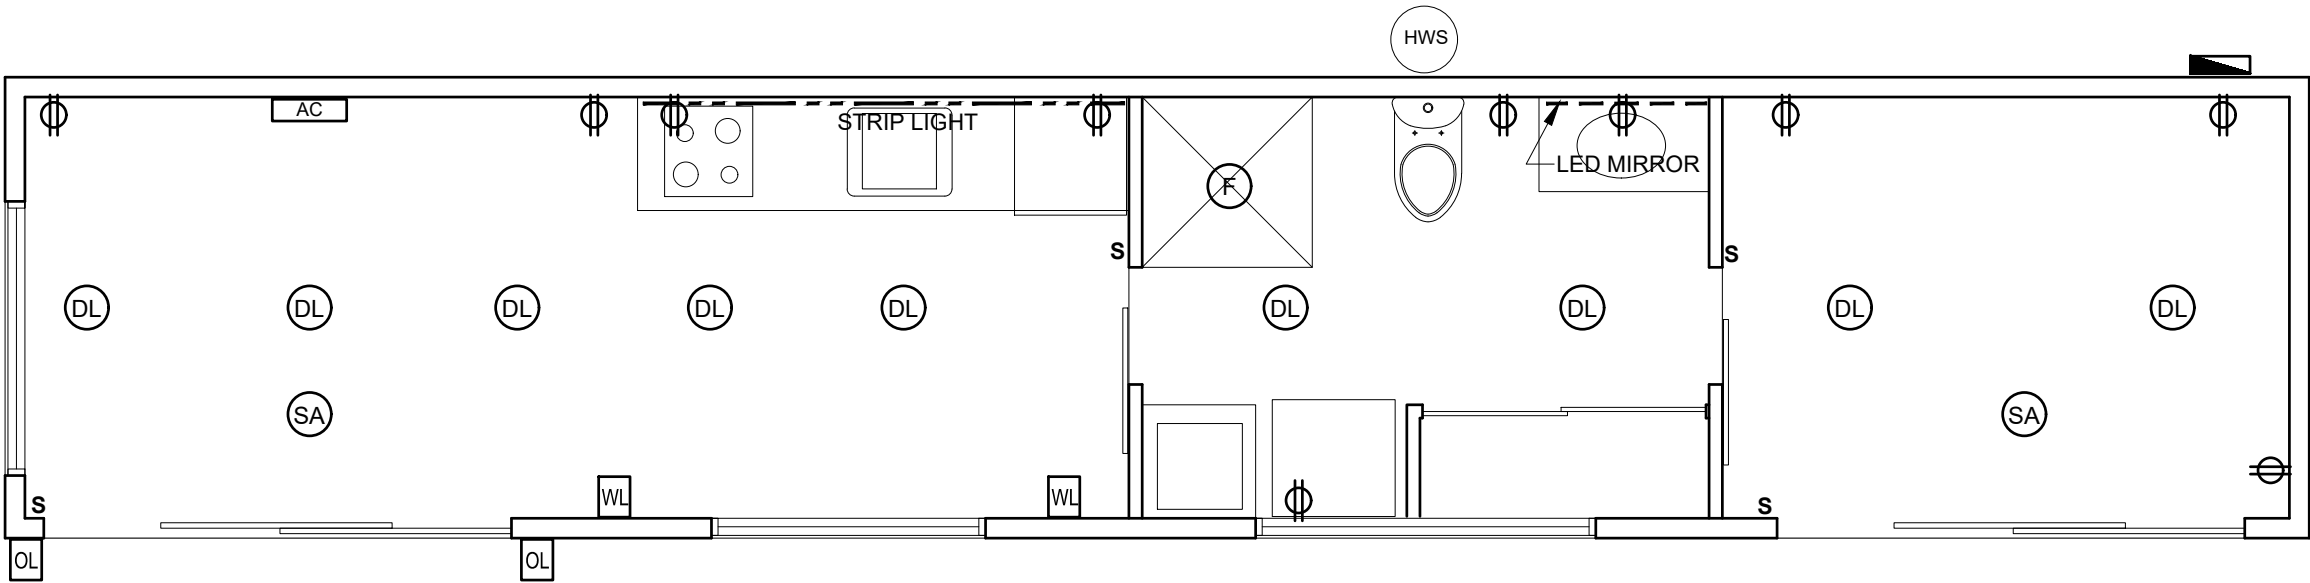 HWS
AC
STRIP LIGHT
F
LED MIRROR
S
S
DL
DL
DL
DL
DL
DL
DL
DL
DL
SA
SA
WL
WL
S
S
OL
OL